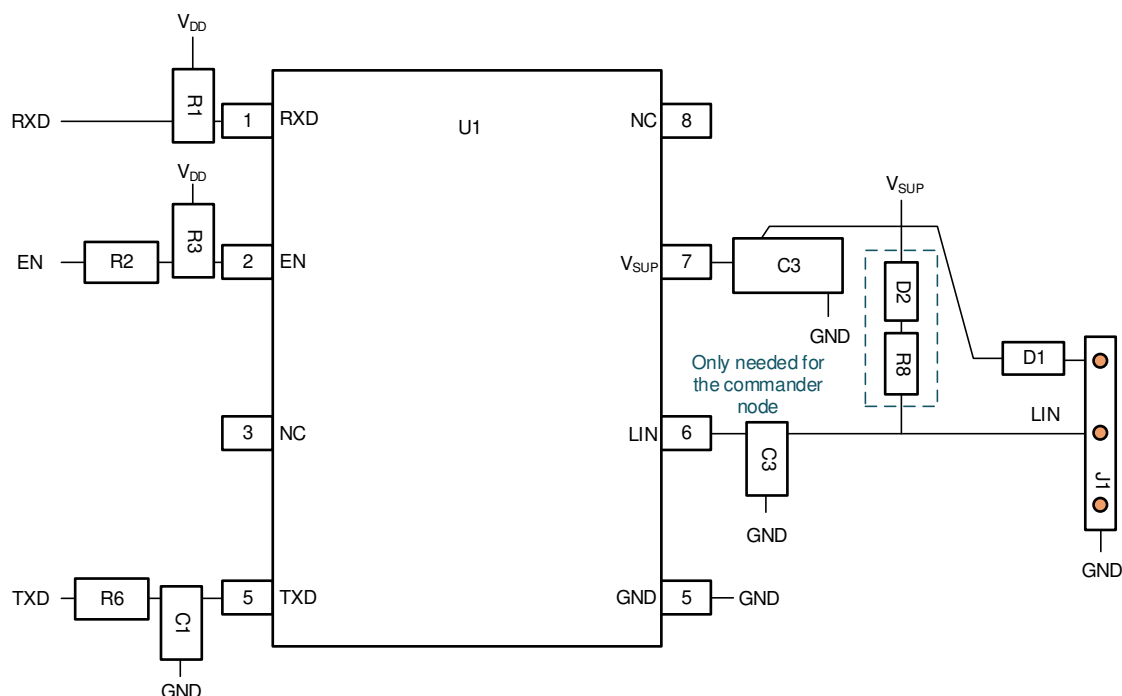 VDD
RXD
R1
1
RXD
U1
NC
8
VDD
VSUP
EN
R2
R3
2
EN
VSUP
7
C3
GND
D2
R8
D1
Only needed for
the commander
node
3
NC
LIN
6
C3
GND
LIN
J1
GND
TXD
R6
C1
GND
5
TXD
GND
5
GND